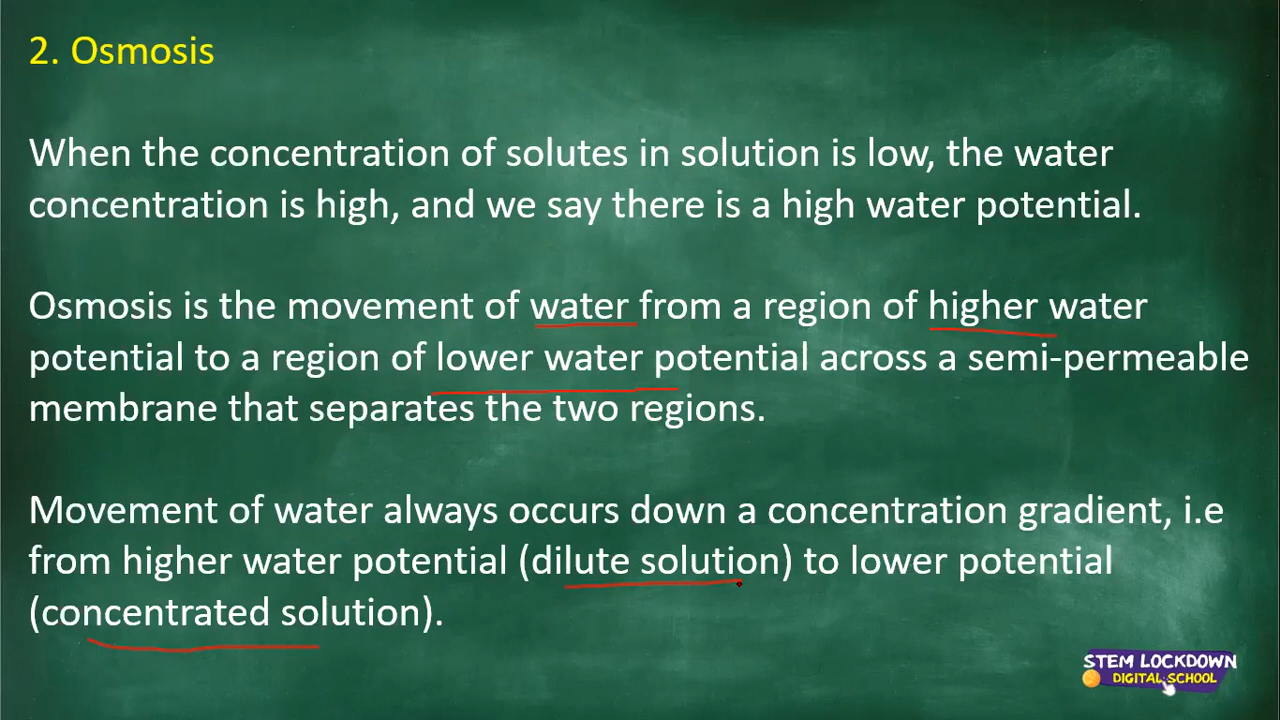 2. Osmosis
When the concentration of solutes in solution is low, the water
concentration is high, and we say there is a high water potential.
Osmosis is the movement of water from a region of higher water
potential to a region of lower water potential across a semi-permeable
membrane that separates the two regions.
Movement of water always occurs down a concentration gradient, i.e
from higher water potential (dilute solution) to lower potential
(concentrated solution).
STEM LOCKDOWN
DIGITAL SCHOOL